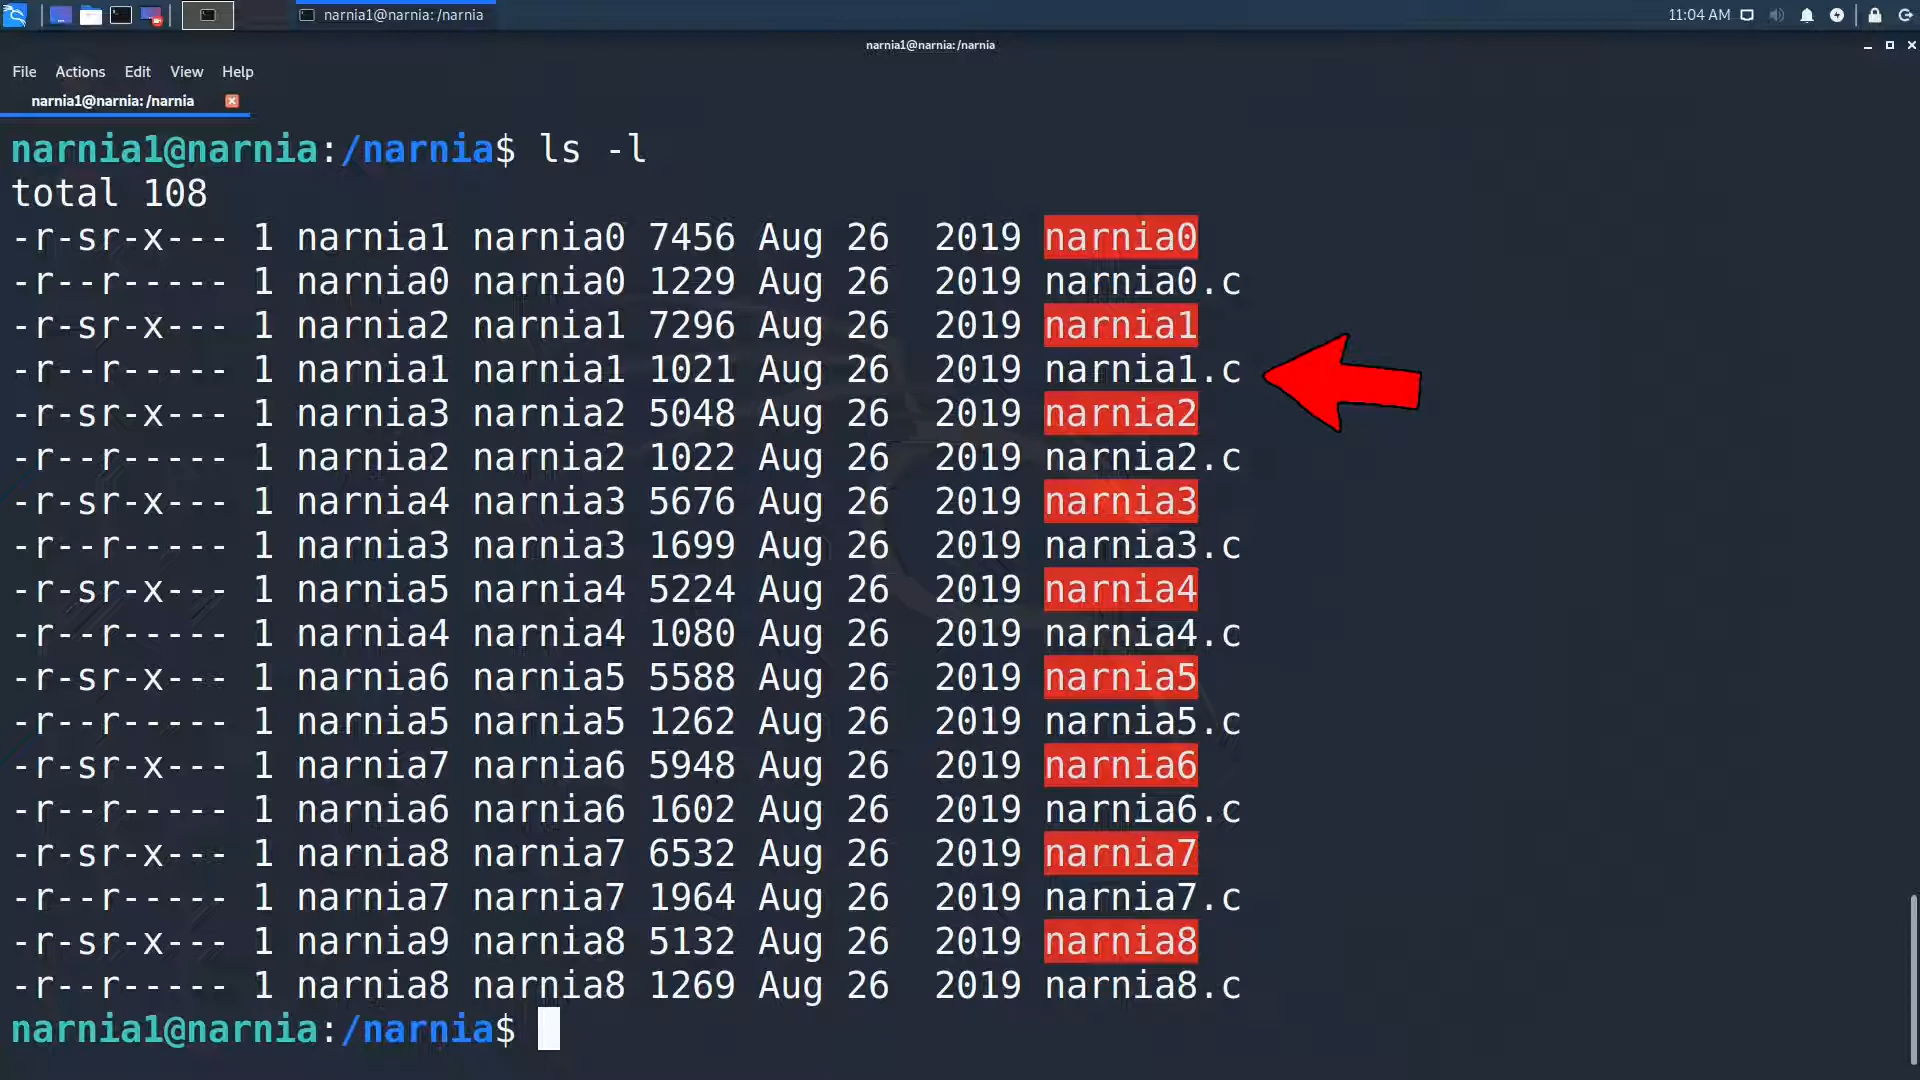 narnia1@narnia: /narnia
11:04 AM
narnia1@narnia: /narnia
File Actions Edit View Help
narnia1@narnia: /narnia
narnia1@narnia:/narnia$ ls -l
total 108
-r-sr-x--- 1 narnia1 narnia0 7456 Aug 26  2019 narnia0
-r--r----- 1 narnia0 narnia0 1229 Aug 26  2019 narnia0.c
-r-sr-x--- 1 narnia2 narnia1 7296 Aug 26  2019 narnia1
-r--r----- 1 narnia1 narnia1 1021 Aug 26  2019 narnia1.c
-r-sr-x--- 1 narnia3 narnia2 5048 Aug 26  2019 narnia2
-r--r----- 1 narnia2 narnia2 1022 Aug 26  2019 narnia2.c
-r-sr-x--- 1 narnia4 narnia3 5676 Aug 26  2019 narnia3
-r--r----- 1 narnia3 narnia3 1699 Aug 26  2019 narnia3.c
-r-sr-x--- 1 narnia5 narnia4 5224 Aug 26  2019 narnia4
-r--r----- 1 narnia4 narnia4 1080 Aug 26  2019 narnia4.c
-r-sr-x--- 1 narnia6 narnia5 5588 Aug 26  2019 narnia5
-r--r----- 1 narnia5 narnia5 1262 Aug 26  2019 narnia5.c
-r-sr-x--- 1 narnia7 narnia6 5948 Aug 26  2019 narnia6
-r--r----- 1 narnia6 narnia6 1602 Aug 26  2019 narnia6.c
-r-sr-x--- 1 narnia8 narnia7 6532 Aug 26  2019 narnia7
-r--r----- 1 narnia7 narnia7 1964 Aug 26  2019 narnia7.c
-r-sr-x--- 1 narnia9 narnia8 5132 Aug 26  2019 narnia8
-r--r----- 1 narnia8 narnia8 1269 Aug 26  2019 narnia8.c
narnia1@narnia:/narnia$